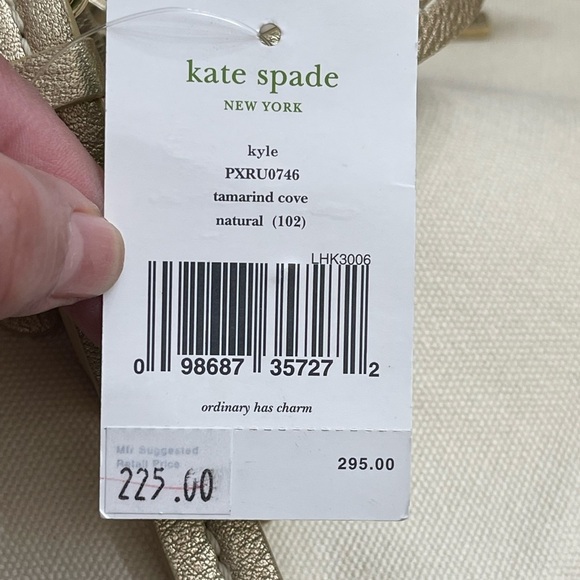 kate spade
NEW YORK
kyle
PXRU0746
tamarind cove
natural (102)
LHK3006
0 98687 35727 2
ordinary has charm
Mfr Suggested
Retail Price
225.00
295.00